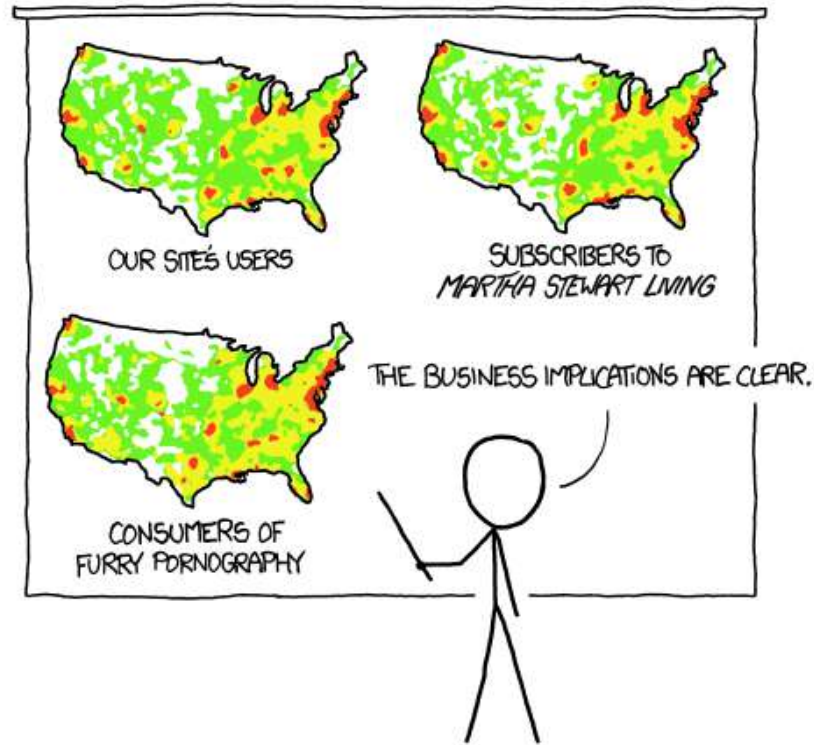 OUR SITE'S USERS
SUBSCRIBERS TO
MARTHA STEWART LIVING
THE BUSINESS IMPLICATIONS ARE CLEAR.
CONSUMERS OF
FURRY PORNOGRAPHY